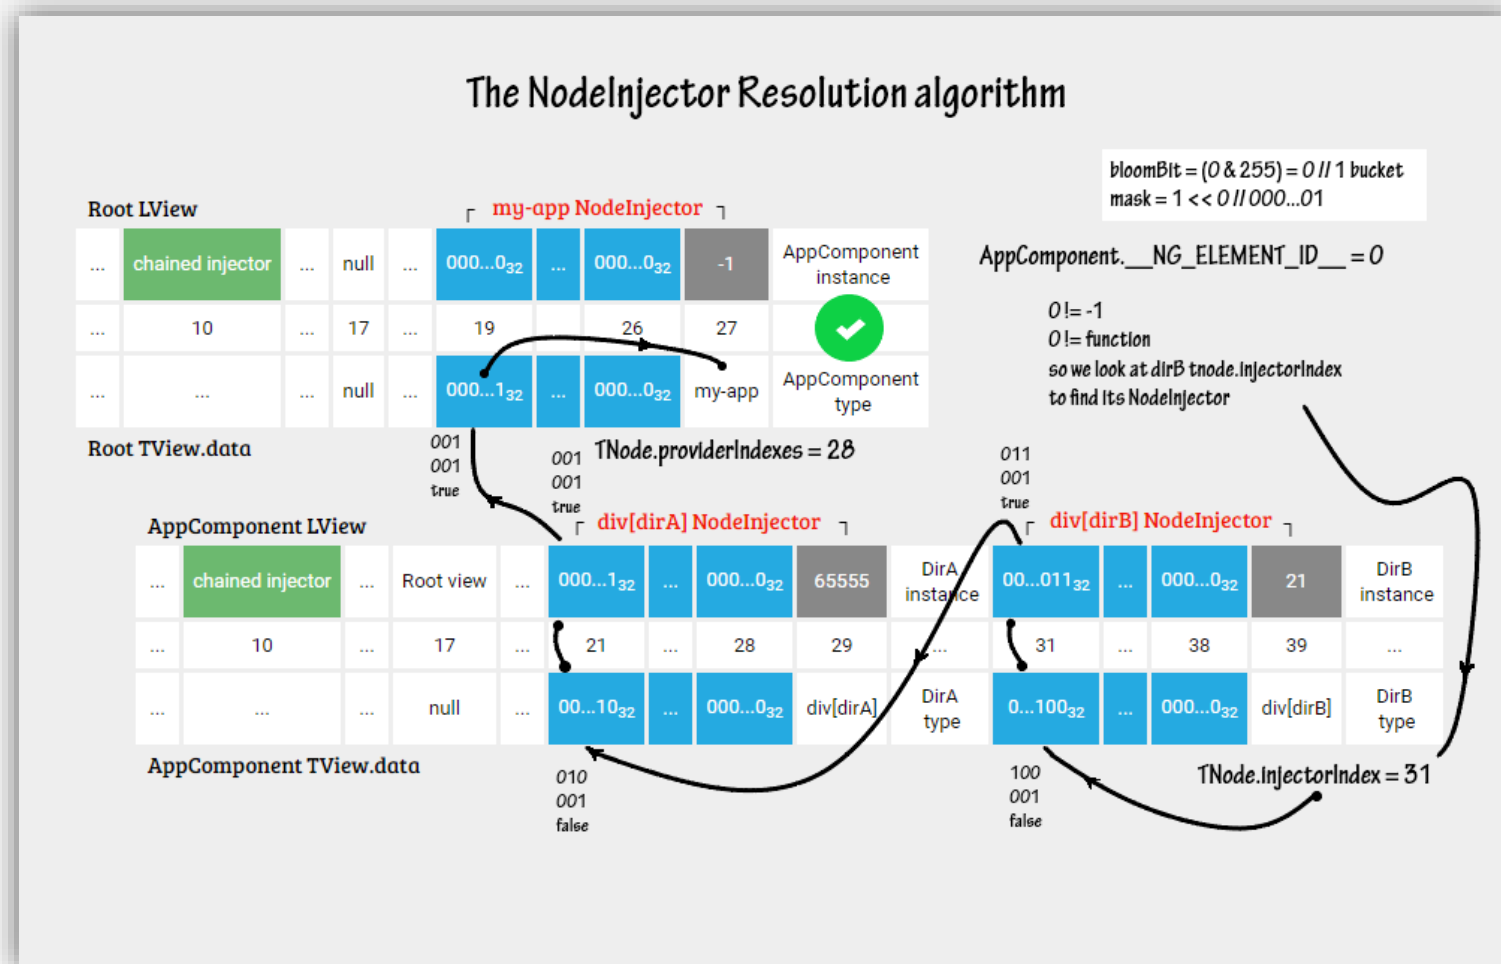 The NodeInjector Resolution algorithm
bloomBit = (0 & 255) = 0 // 1 bucket
mask = 1 << 0 // 000...01
Root LView
my-app NodeInjector
... chained injector ... null ... 000...0₃₂ ... 000...0₃₂ -1 AppComponent instance
... 10 ... 17 ... 19 26 27
... ... ... null ... 000...1₃₂ ... 000...0₃₂ my-app AppComponent type
AppComponent.__NG_ELEMENT_ID__ = 0
0 != -1
0 != function
so we look at dirB tnode.injectorIndex
to find its NodeInjector
Root TView.data
001
001
true
001
001
true
TNode.providerIndexes = 28
011
001
true
AppComponent LView
div[dirA] NodeInjector
div[dirB] NodeInjector
... chained injector ... Root view ... 000...1₃₂ ... 000...0₃₂ 65555 DirA instance 00...011₃₂ ... 000...0₃₂ 21 DirB instance
... 10 ... 17 ... 21 ... 28 29 ... 31 ... 38 39 ...
... ... ... null ... 00...10₃₂ ... 000...0₃₂ div[dirA] DirA type 0...100₃₂ ... 000...0₃₂ div[dirB] DirB type
AppComponent TView.data
010
001
false
100
001
false
TNode.injectorIndex = 31